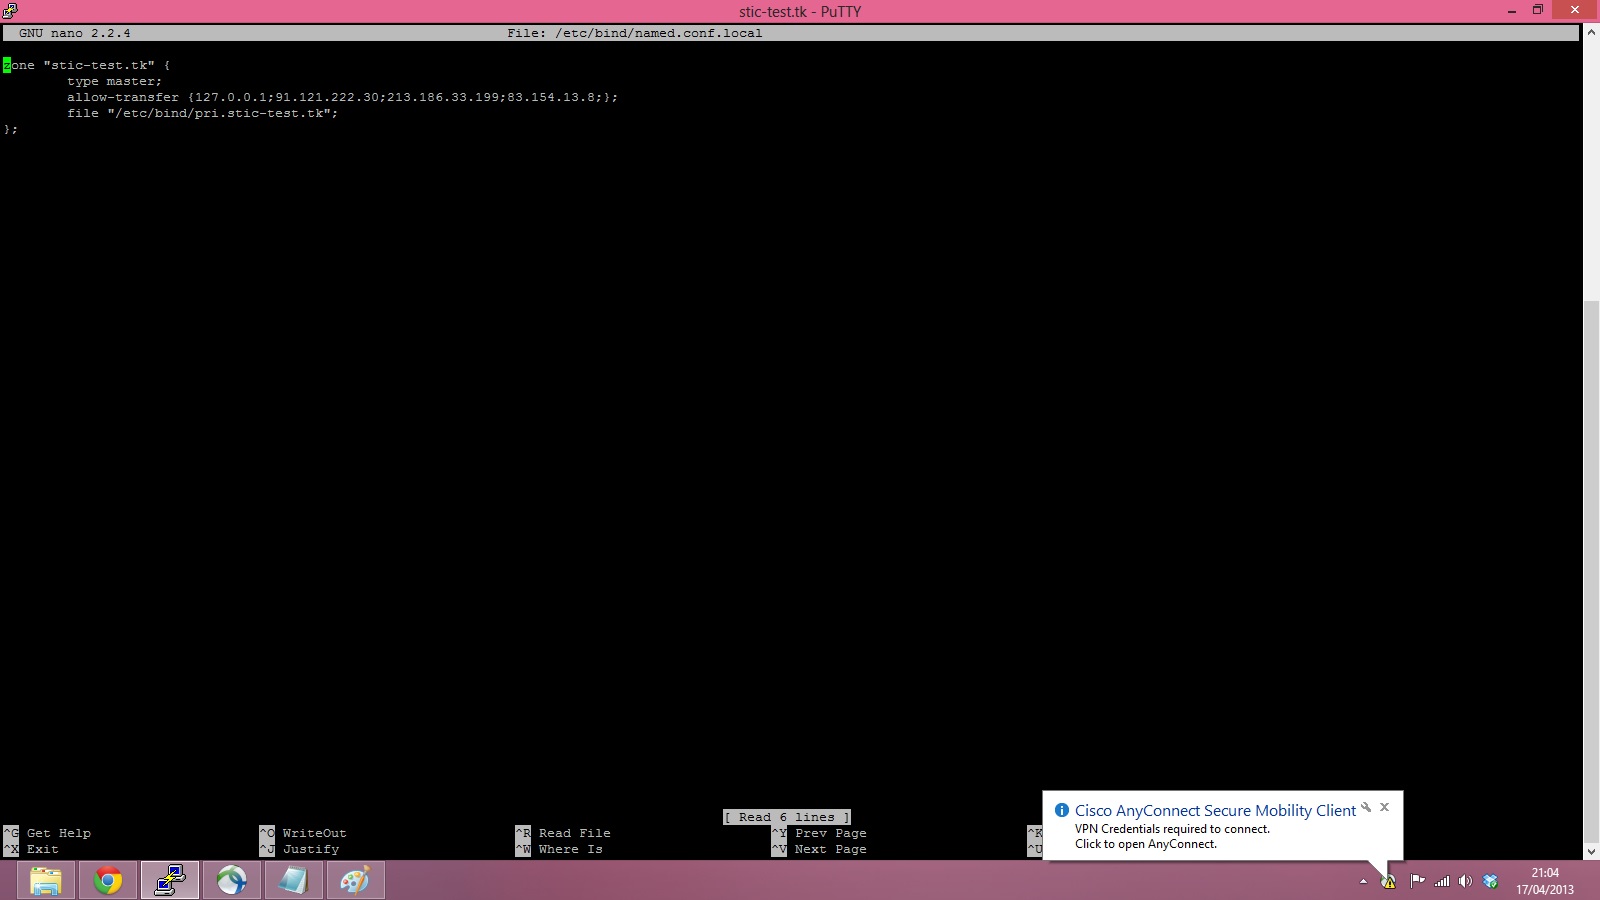 stic-test.tk - PuTTY
GNU nano 2.2.4 File: /etc/bind/named.conf.local
zone "stic-test.tk" {
type master;
allow-transfer {127.0.0.1;91.121.222.30;213.186.33.199;83.154.13.8;};
file "/etc/bind/pri.stic-test.tk";
};
[ Read 6 lines ]
^G Get Help ^O WriteOut ^R Read File ^Y Prev Page ^K
^X Exit ^J Justify ^W Where Is ^V Next Page ^U
Cisco AnyConnect Secure Mobility Client
VPN Credentials required to connect.
Click to open AnyConnect.
21:04
17/04/2013